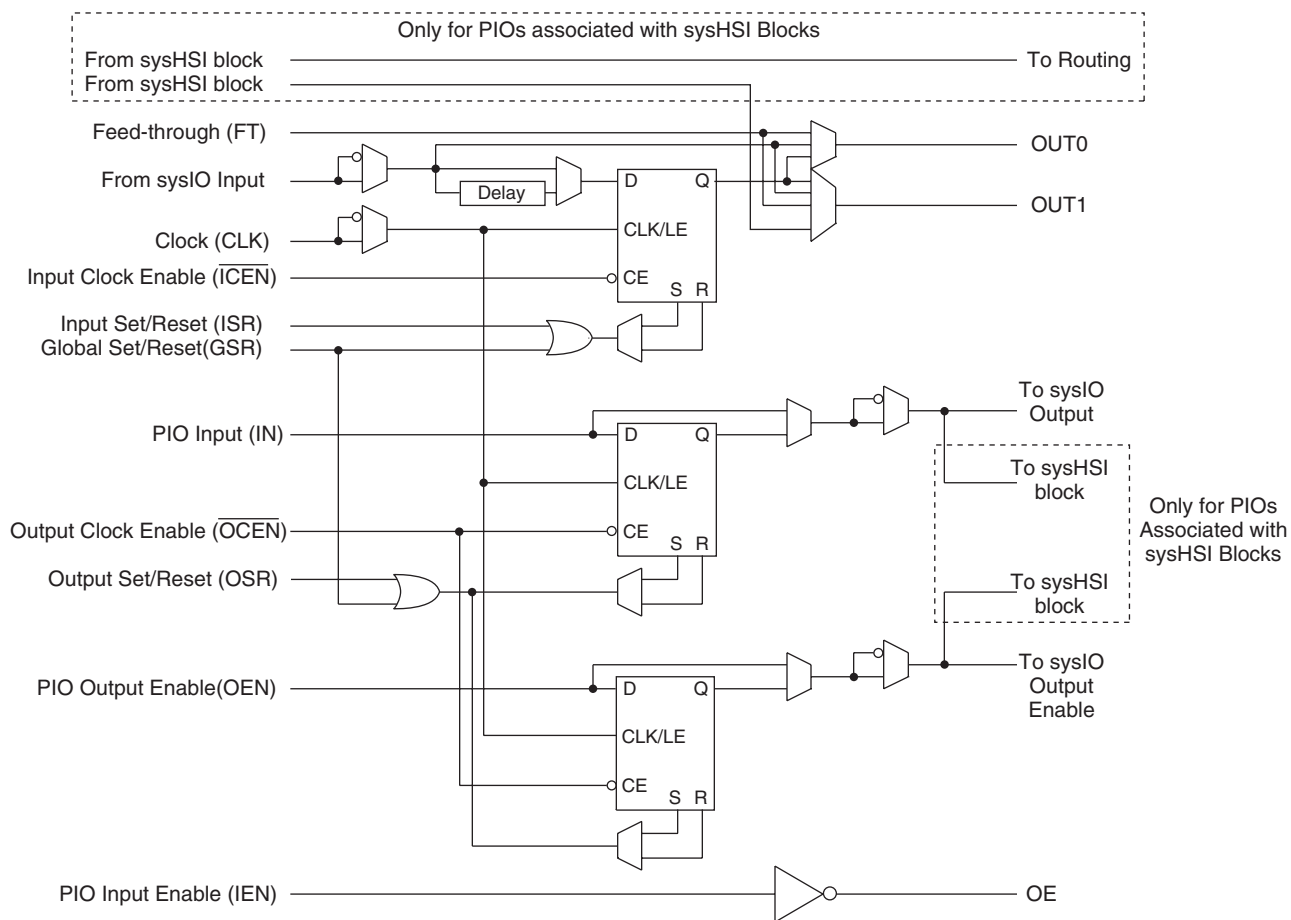 Only for PIOs associated with sysHSI Blocks
From sysHSI block
To Routing
From sysHSI block
Feed-through (FT)
OUT0
From sysIO Input
Delay
D
Q
OUT1
Clock (CLK)
CLK/LE
Input Clock Enable (ICEN)
CE
S R
Input Set/Reset (ISR)
Global Set/Reset(GSR)
To sysIO
Output
PIO Input (IN)
D
Q
CLK/LE
To sysHSI
block
Only for PIOs
Associated with
sysHSI Blocks
Output Clock Enable (OCEN)
CE
S R
Output Set/Reset (OSR)
To sysHSI
block
PIO Output Enable(OEN)
D
Q
To sysIO
Output
Enable
CLK/LE
CE
S R
PIO Input Enable (IEN)
OE